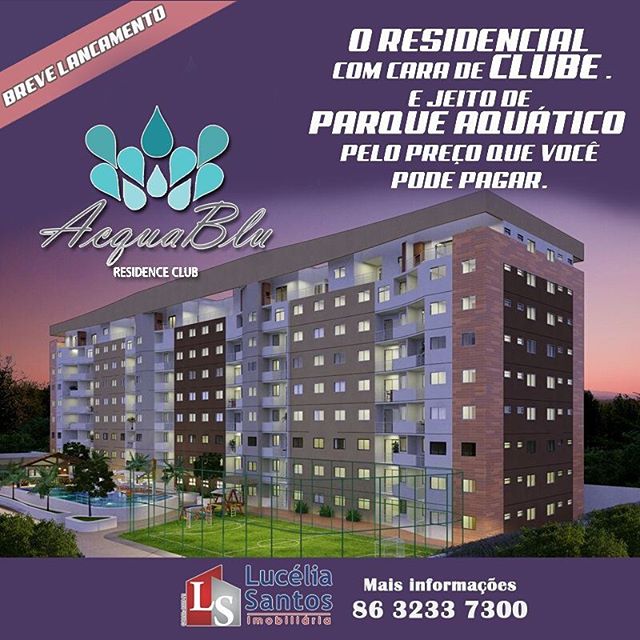 BREVE LANCAMENTO
O RESIDENCIAL
COM CARA DE CLUBE.
E JEITO DE
PARQUE AQUÁTICO
PELO PREÇO QUE VOCÊ
PODE PAGAR.
AcquaBlu
RESIDENCE CLUB
LS
Lucélia
Santos
imobiliária
Mais informações
86 3233 7300